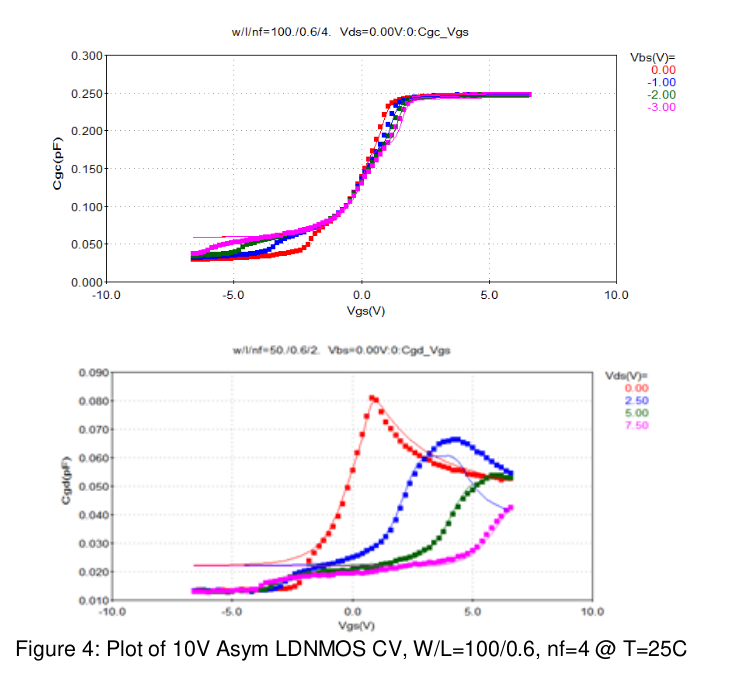 w/l/nf=100./0.6/4. Vds=0.00V:0:Cgc_Vgs
0.300
0.250
0.200
0.150
0.100
0.050
0.000
Cgc(pF)
-10.0 -5.0 0.0 5.0 10.0
Vgs(V)
Vbs(V)=
0.00
-1.00
-2.00
-3.00
w/l/nf=50./0.6/2. Vbs=0.00V:0:Cgd_Vgs
0.090
0.080
0.070
0.060
0.050
0.040
0.030
0.020
0.010
Cgd(pF)
-10.0 -5.0 0.0 5.0 10.0
Vgs(V)
Vds(V)=
0.00
2.50
5.00
7.50
Figure 4: Plot of 10V Asym LDNMOS CV, W/L=100/0.6, nf=4 @ T=25C